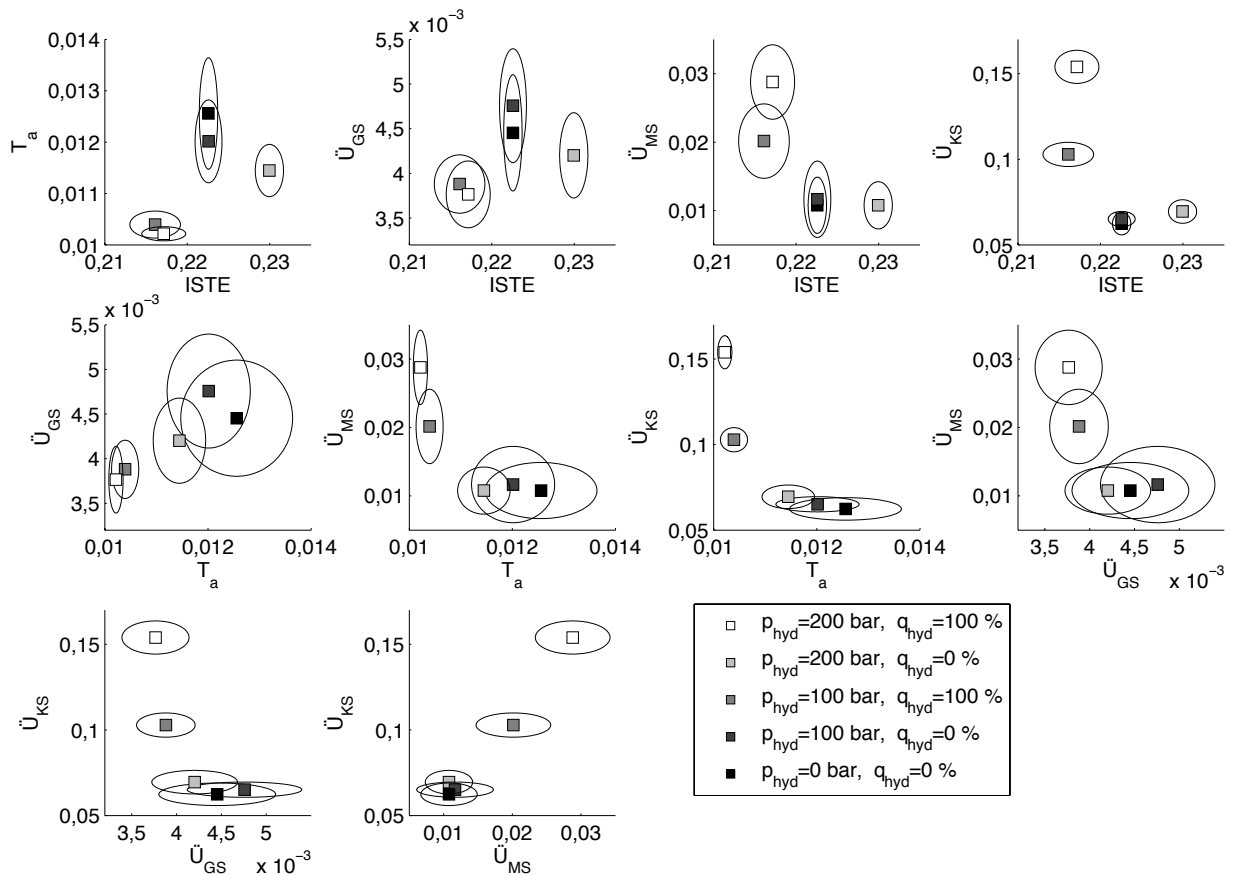 0,014
0,013
0,012
0,011
0,01
T_a
0,21 0,22 0,23
ISTE
x 10^−3
5,5
5
4,5
4
3,5
Ü_GS
0,21 0,22 0,23
ISTE
0,03
0,02
0,01
Ü_MS
0,21 0,22 0,23
ISTE
0,15
0,1
0,05
Ü_KS
0,21 0,22 0,23
ISTE
x 10^−3
5,5
5
4,5
4
3,5
Ü_GS
0,01 0,012 0,014
T_a
0,03
0,02
0,01
Ü_MS
0,01 0,012 0,014
T_a
0,15
0,1
0,05
Ü_KS
0,01 0,012 0,014
T_a
0,03
0,02
0,01
Ü_MS
3,5 4 4,5 5
Ü_GS x 10^−3
0,15
0,1
0,05
Ü_KS
3,5 4 4,5 5
Ü_GS x 10^−3
0,15
0,1
0,05
Ü_KS
0,01 0,02 0,03
Ü_MS
p_hyd=200 bar, q_hyd=100 %
p_hyd=200 bar, q_hyd=0 %
p_hyd=100 bar, q_hyd=100 %
p_hyd=100 bar, q_hyd=0 %
p_hyd=0 bar, q_hyd=0 %